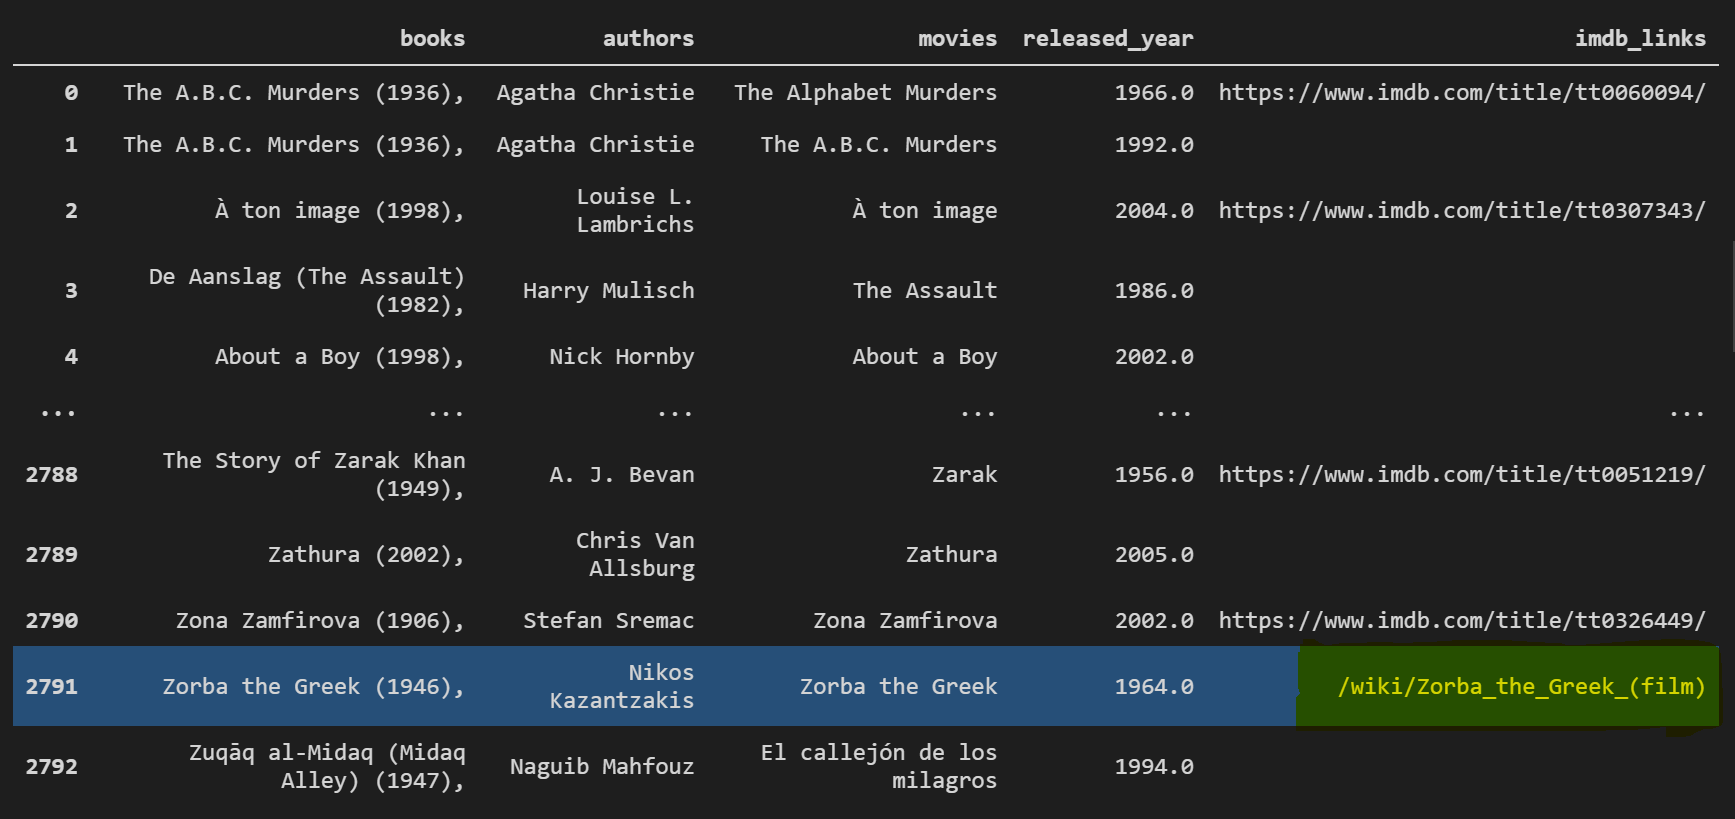 books authors movies released_year imdb_links
0 The A.B.C. Murders (1936), Agatha Christie The Alphabet Murders 1966.0 https://www.imdb.com/title/tt0060094/
1 The A.B.C. Murders (1936), Agatha Christie The A.B.C. Murders 1992.0
2 À ton image (1998), Louise L. Lambrichs À ton image 2004.0 https://www.imdb.com/title/tt0307343/
3 De Aanslag (The Assault) (1982), Harry Mulisch The Assault 1986.0
4 About a Boy (1998), Nick Hornby About a Boy 2002.0
... ... ... ... ... ...
2788 The Story of Zarak Khan (1949), A. J. Bevan Zarak 1956.0 https://www.imdb.com/title/tt0051219/
2789 Zathura (2002), Chris Van Allsburg Zathura 2005.0
2790 Zona Zamfirova (1906), Stefan Sremac Zona Zamfirova 2002.0 https://www.imdb.com/title/tt0326449/
2791 Zorba the Greek (1946), Nikos Kazantzakis Zorba the Greek 1964.0 /wiki/Zorba_the_Greek_(film)
2792 Zuqāq al-Midaq (Midaq Alley) (1947), Naguib Mahfouz El callejón de los milagros 1994.0